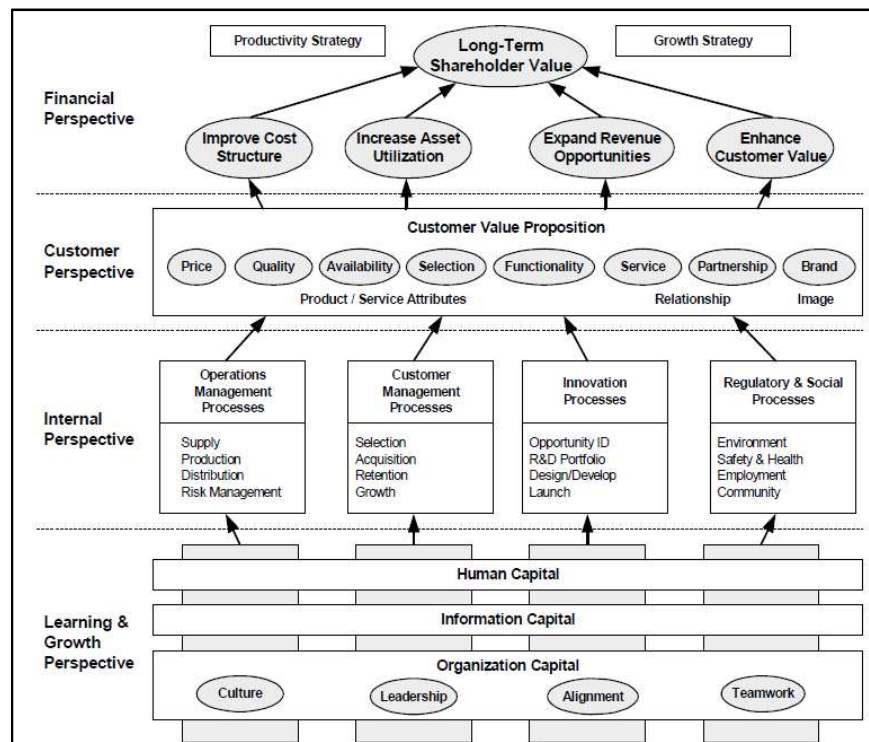 Productivity Strategy
Long-Term
Shareholder Value
Growth Strategy
Financial
Perspective
Improve Cost
Structure
Increase Asset
Utilization
Expand Revenue
Opportunities
Enhance
Customer Value
Customer
Perspective
Customer Value Proposition
Price
Quality
Availability
Selection
Functionality
Service
Partnership
Brand
Product / Service Attributes
Relationship
Image
Internal
Perspective
Operations
Management
Processes
Supply
Production
Distribution
Risk Management
Customer
Management
Processes
Selection
Acquisition
Retention
Growth
Innovation
Processes
Opportunity ID
R&D Portfolio
Design/Develop
Launch
Regulatory & Social
Processes
Environment
Safety & Health
Employment
Community
Learning &
Growth
Perspective
Human Capital
Information Capital
Organization Capital
Culture
Leadership
Alignment
Teamwork